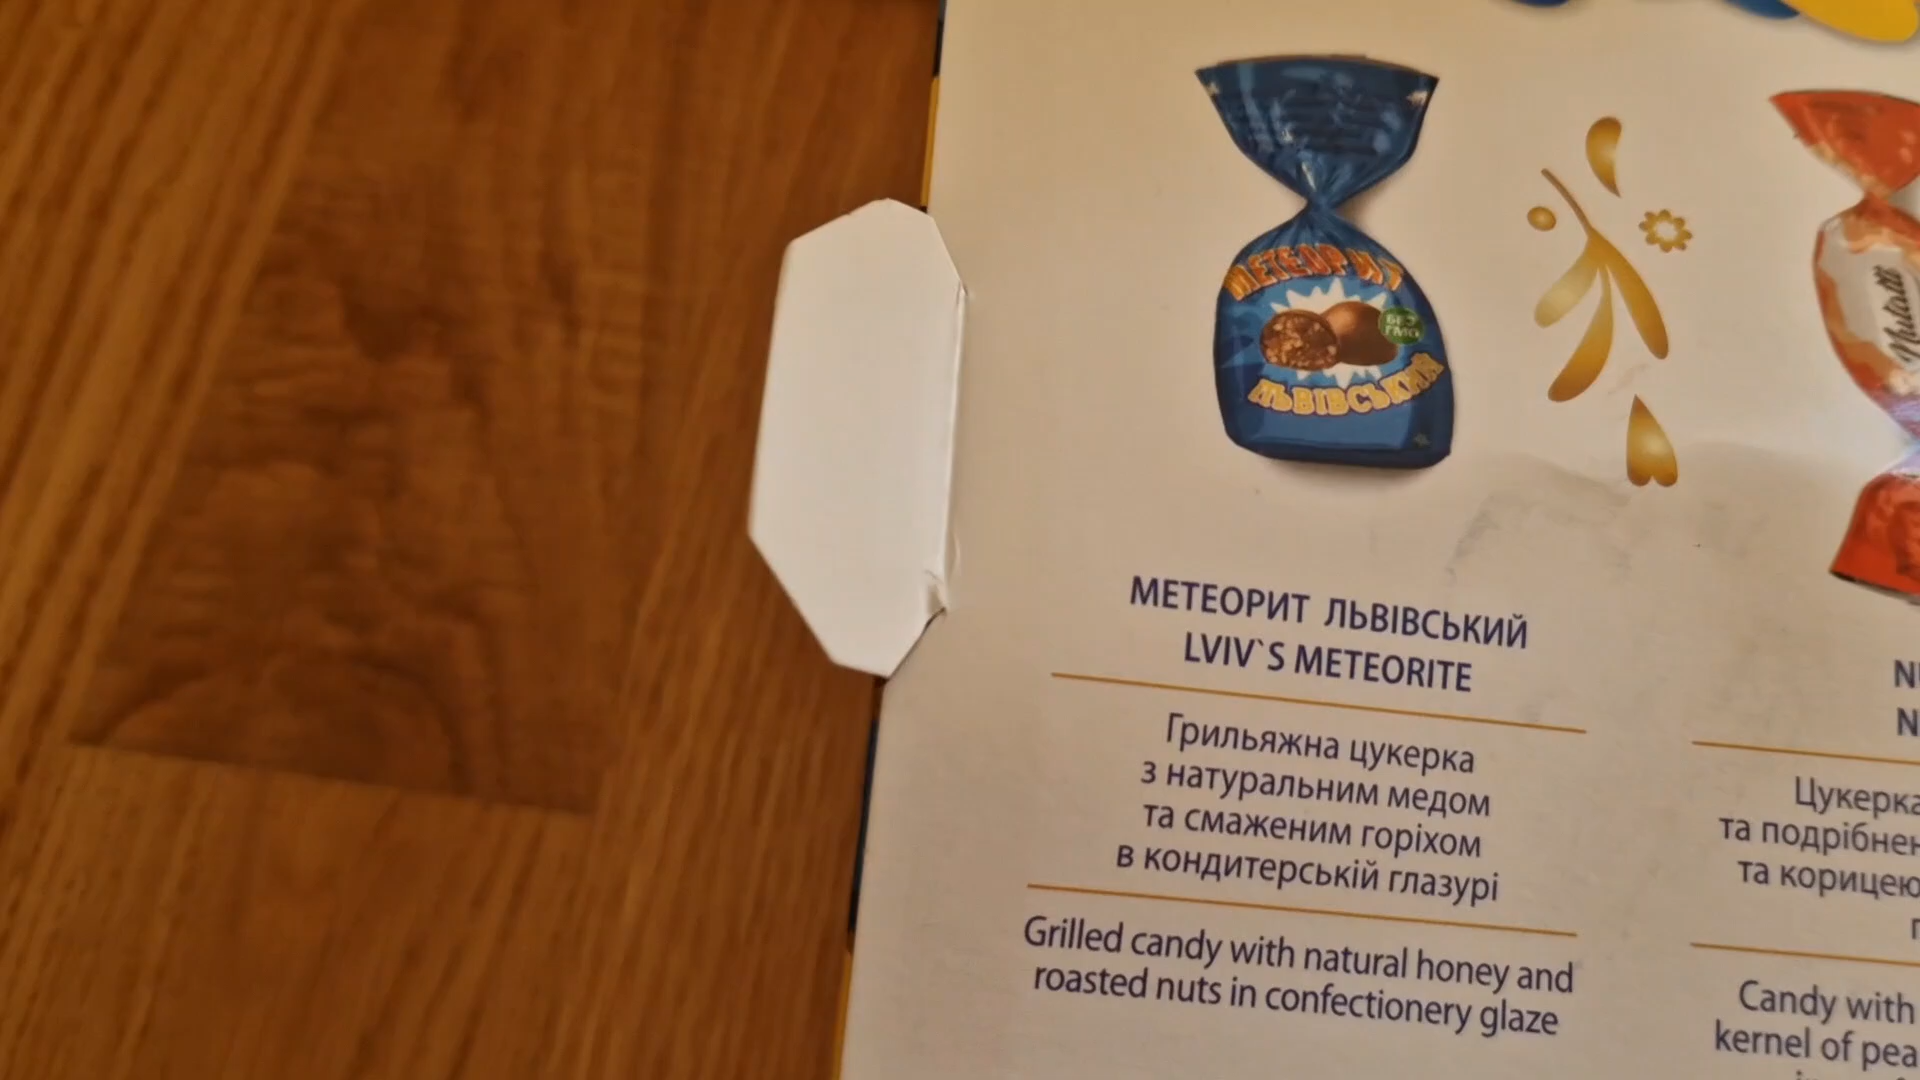 МЕТЕОРИТ
БЕЗ
ГМО
ЛЬВІВСЬКИЙ
МЕТЕОРИТ ЛЬВІВСЬКИЙ
LVIV`S METEORITE
Грильяжна цукерка
з натуральним медом
та смаженим горіхом
в кондитерській глазурі
Grilled candy with natural honey and
roasted nuts in confectionery glaze
Цукерка
та подрібнен
та корицею
Candy with
kernel of pea